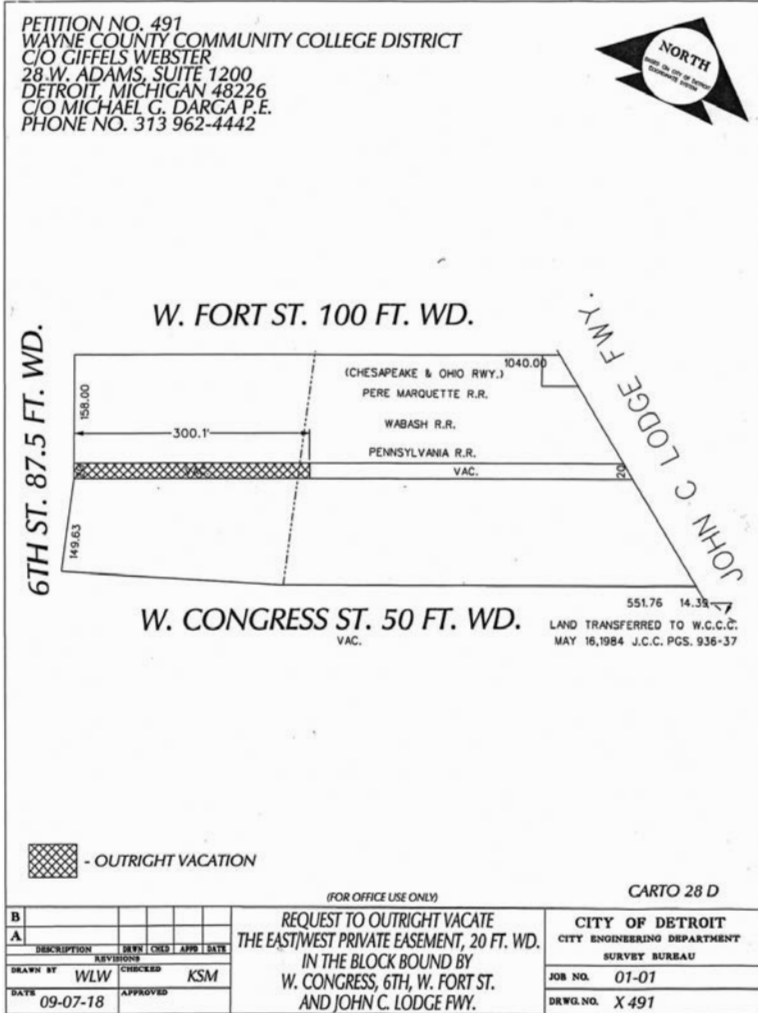 PETITION NO. 491
WAYNE COUNTY COMMUNITY COLLEGE DISTRICT
C/O GIFFELS WEBSTER
28 W. ADAMS, SUITE 1200
DETROIT, MICHIGAN 48226
C/O MICHAEL G. DARGA P.E.
PHONE NO. 313 962-4442
NORTH
BASED ON CITY OF DETROIT
COORDINATE SYSTEM
W. FORT ST. 100 FT. WD.
JOHN C LODGE FWY.
6TH ST. 87.5 FT. WD.
158.00
300.1'
(CHESAPEAKE & OHIO RWY.)
1040.00
PERE MARQUETTE R.R.
WABASH R.R.
PENNSYLVANIA R.R.
20
VAC.
VAC.
20
149.63
W. CONGRESS ST. 50 FT. WD.
VAC.
551.76 14.39
LAND TRANSFERRED TO W.C.C.C.
MAY 16,1984 J.C.C. PGS. 936-37
- OUTRIGHT VACATION
(FOR OFFICE USE ONLY)
CARTO 28 D
B
A
DESCRIPTION DRWN CHKD APPD DATE
REVISIONS
DRAWN BY WLW
CHECKED KSM
DATE 09-07-18
APPROVED
REQUEST TO OUTRIGHT VACATE
THE EAST/WEST PRIVATE EASEMENT, 20 FT. WD.
IN THE BLOCK BOUND BY
W. CONGRESS, 6TH, W. FORT ST.
AND JOHN C. LODGE FWY.
CITY OF DETROIT
CITY ENGINEERING DEPARTMENT
SURVEY BUREAU
JOB NO. 01-01
DRWG. NO. X 491